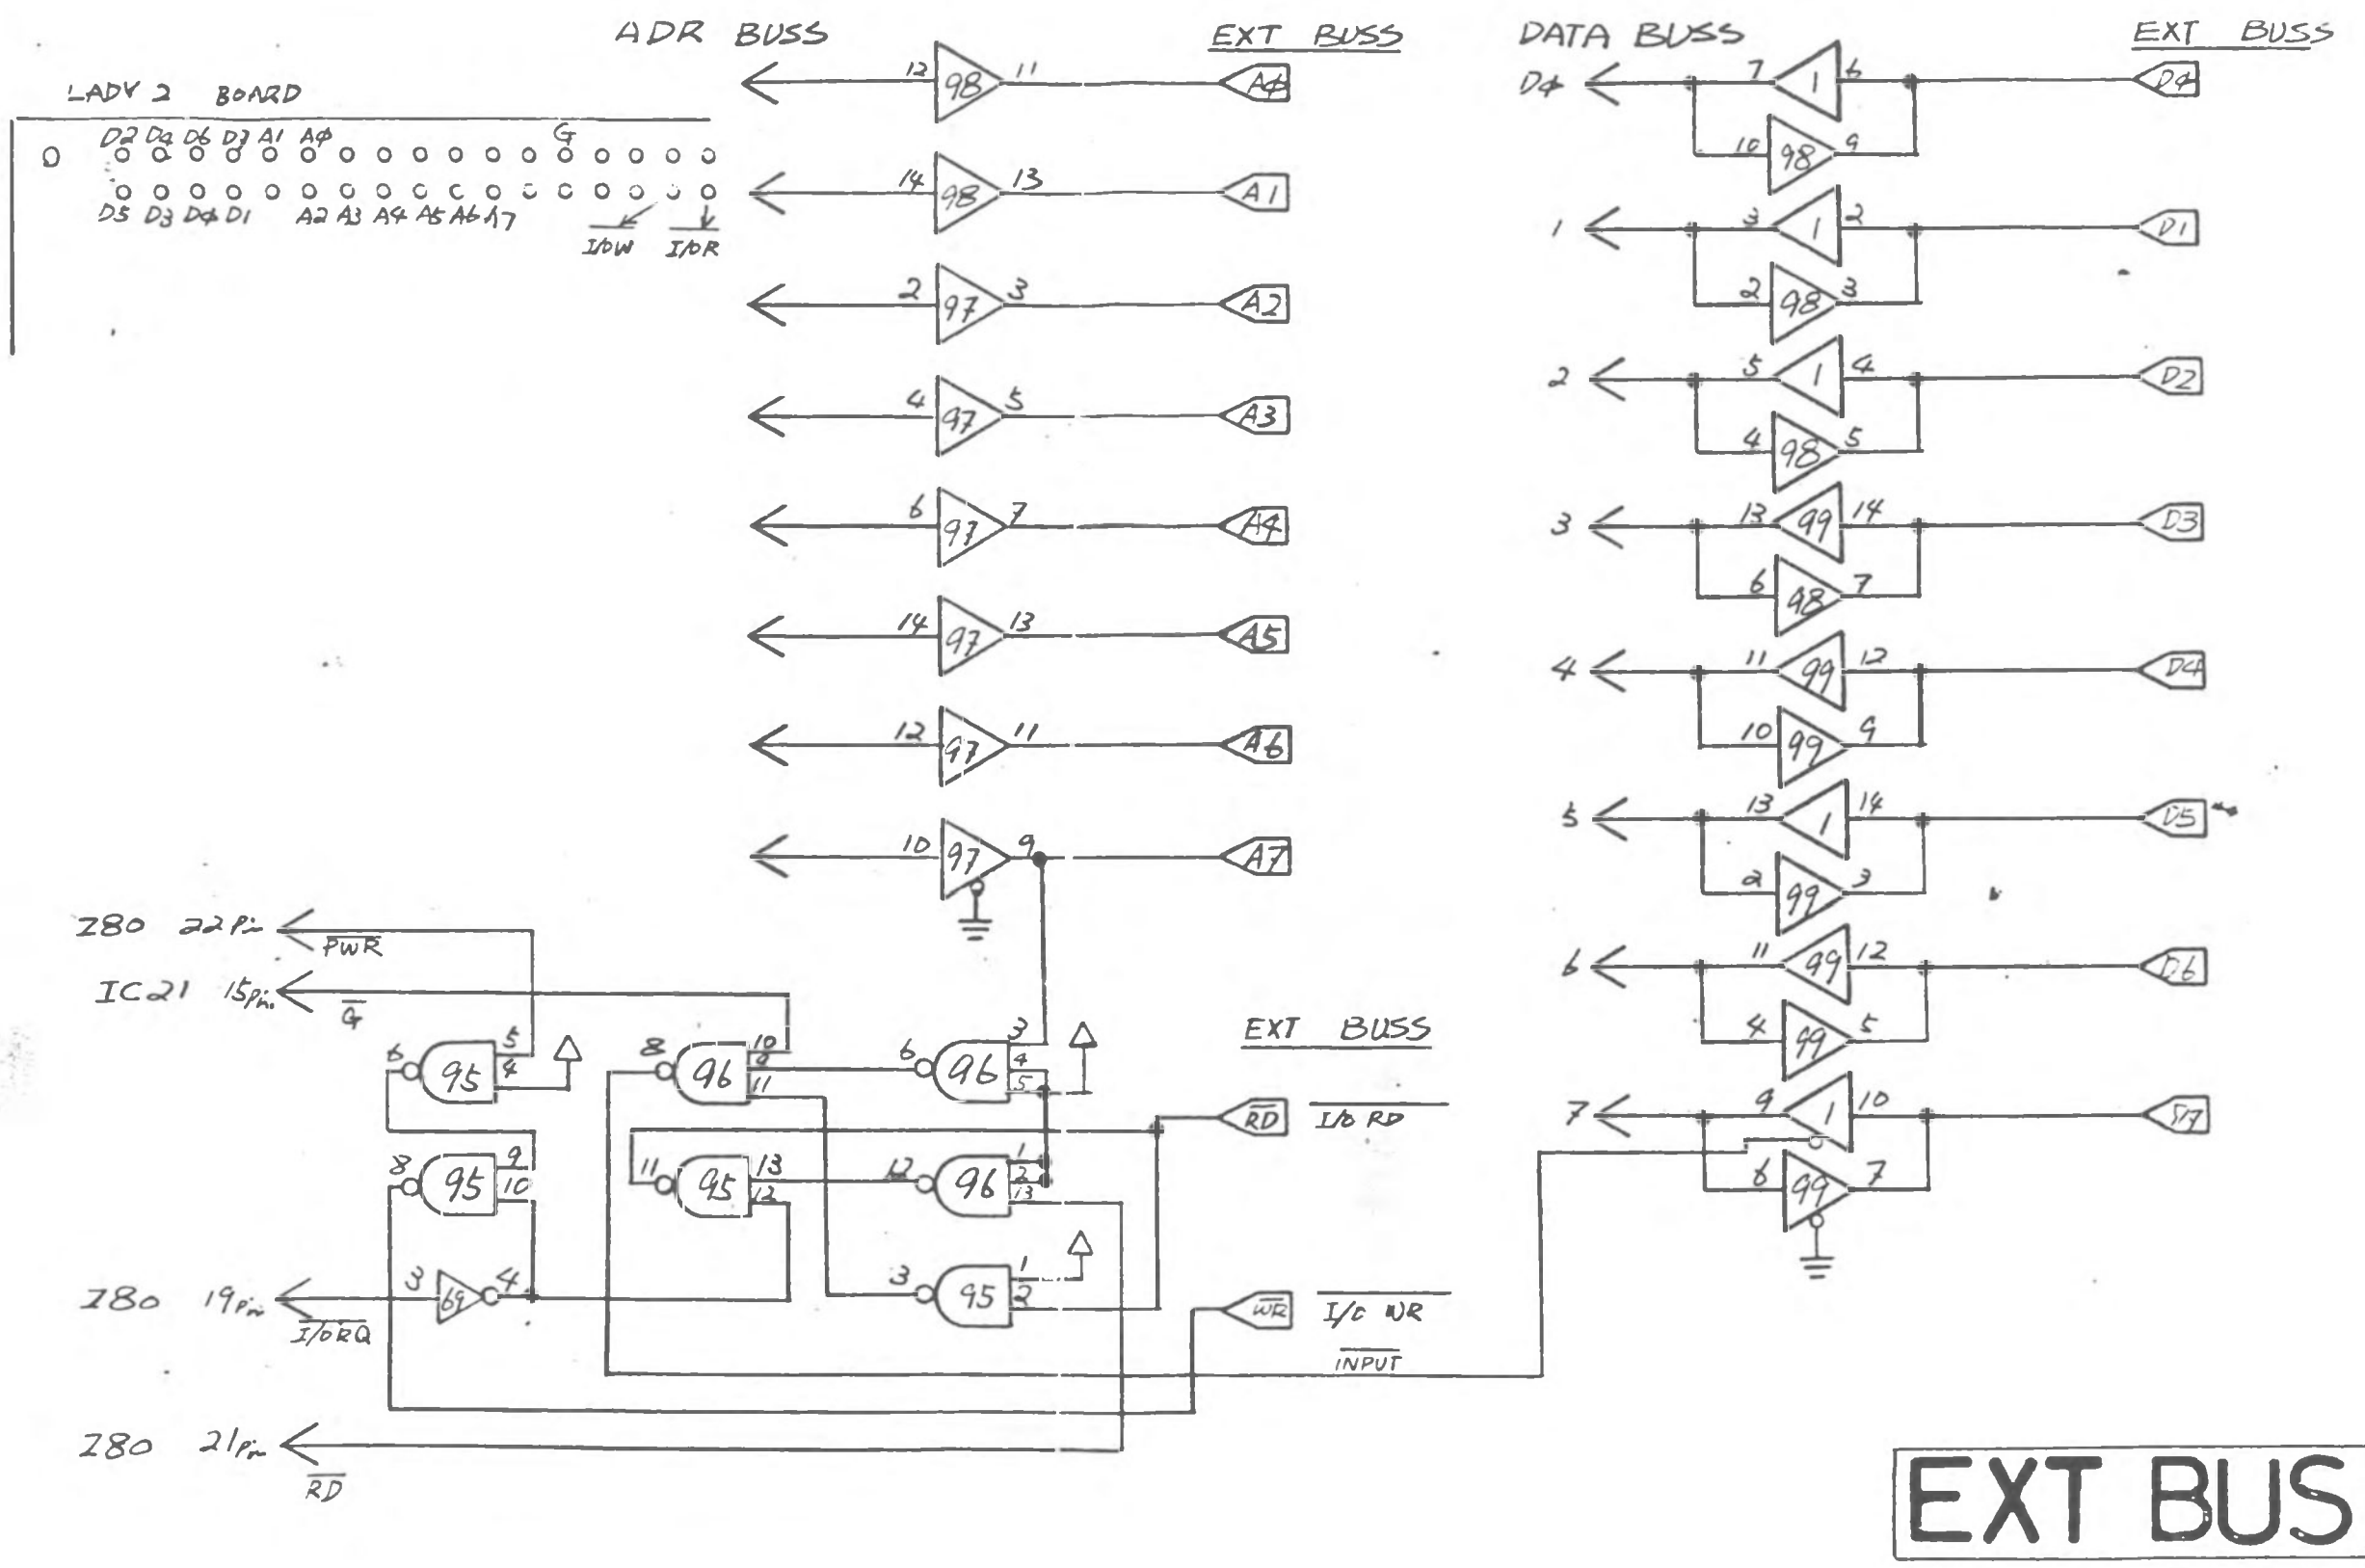 ADR BUSS EXT BUSS DATA BUSS EXT BUSS
LADY 2 BOARD
D2 D4 D6 D7 A1 Aφ G
D5 D3 Dφ D1 A2 A3 A4 A5 A6 A7
I/OW I/OR
12 98 11 Aφ
14 98 13 A1
2 97 3 A2
4 97 5 A3
6 97 7 A4
14 97 13 A5
12 97 11 A6
10 97 9 A7
Dφ 7 1 6 Dφ
10 98 9
1 3 1 2 D1
2 98 3
2 5 1 4 D2
4 98 5
3 13 99 14 D3
6 98 7
4 11 99 12 D4
10 99 9
5 13 1 14 D5
2 99 3
6 11 99 12 D6
4 99 5
7 9 1 10 D7
6 99 7
Z80 22 Pin PWR
IC21 15pin. G
6 95 5 4
8 96 10 9 11
6 96 3 4 5
EXT BUSS
RD I/O RD
8 95 9 10
11 95 13 12
12 96 1 2 13
3 95 1 2
Z80 19Pin 3 69 4
I/ORQ
WR I/O WR
INPUT
Z80 21Pin
RD
EXT BUS